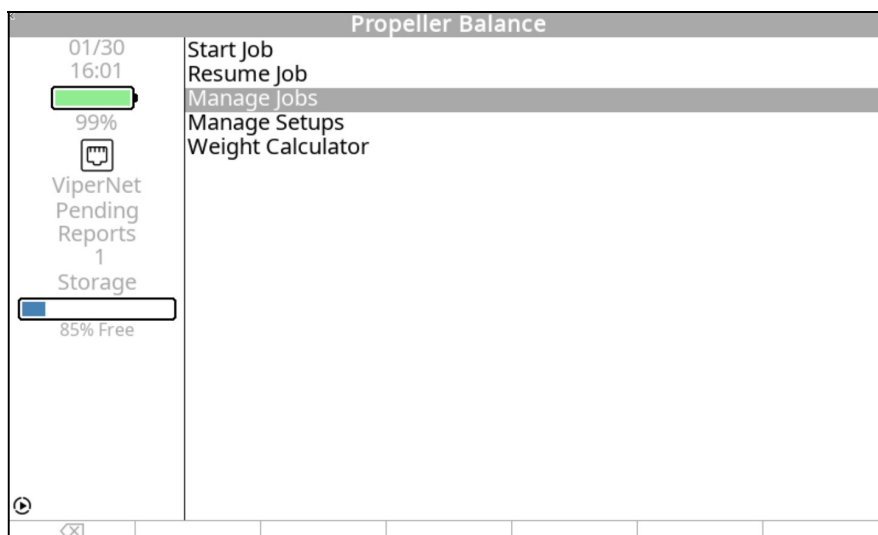 Propeller Balance
01/30
16:01
99%
ViperNet
Pending
Reports
1
Storage
85% Free
Start Job
Resume Job
Manage Jobs
Manage Setups
Weight Calculator